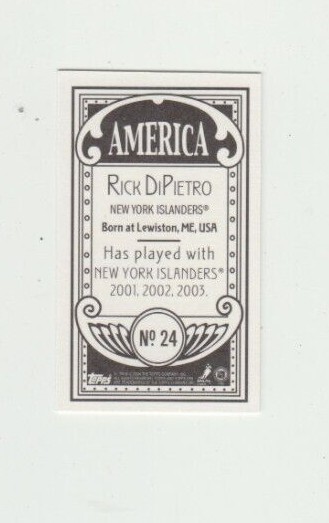 AMERICA
RICK DIPIETRO
NEW YORK ISLANDERS®
Born at Lewiston, ME, USA
Has played with
NEW YORK ISLANDERS®
2001, 2002, 2003.
Nº 24
Topps